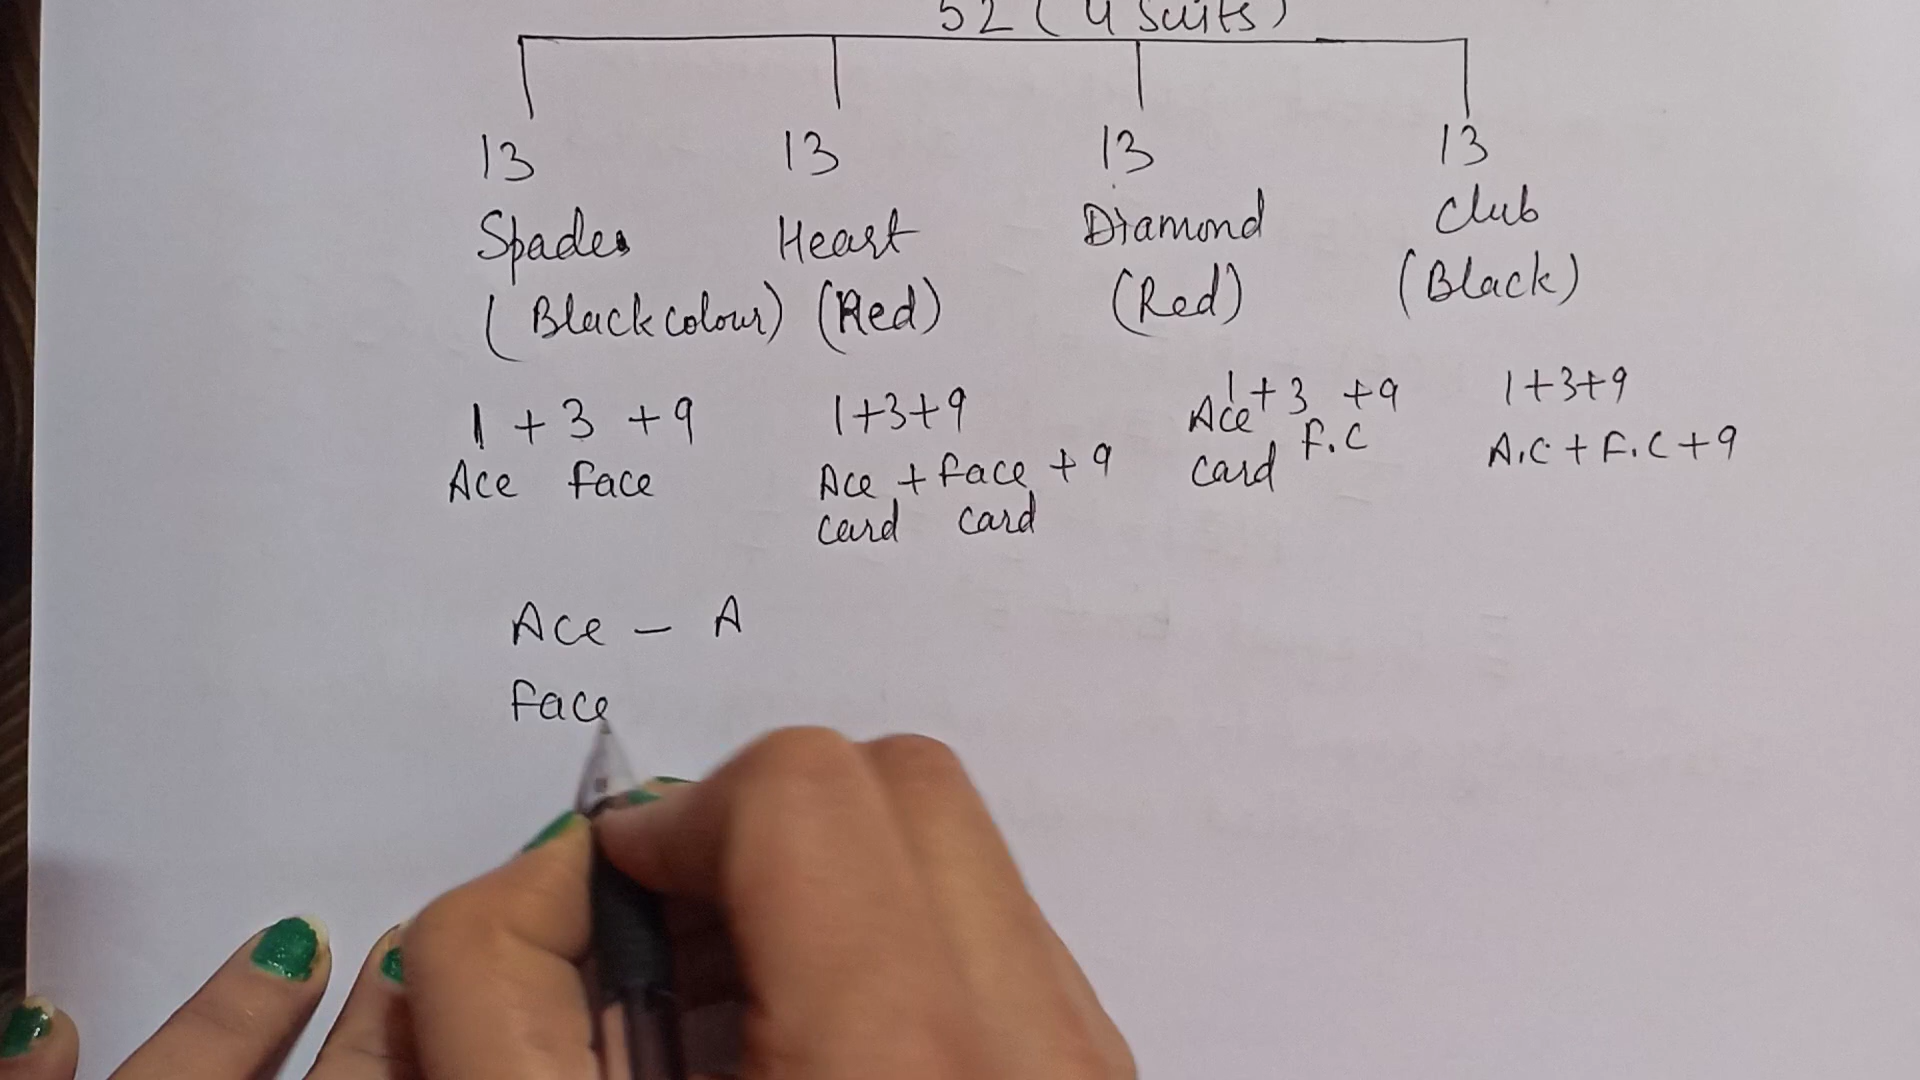 52 (4 Suits)
13 13 13 13
Spades Heart Diamond Club
(Black colour) (Red) (Red) (Black)
1 + 3 + 9 1+3+9 1+3 +9 1+3+9
Ace face Ace + face + 9 Ace F.C A.C + F.C + 9
card card card
Ace - A
face